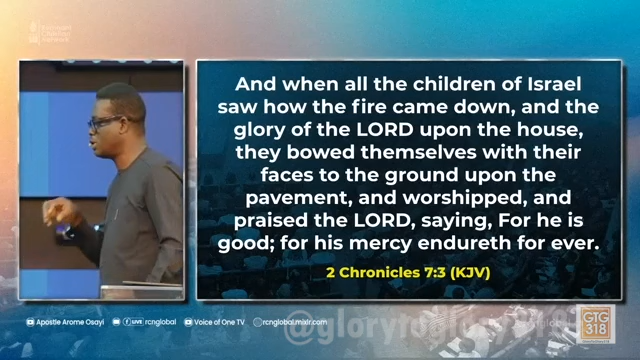 And when all the children of Israel
saw how the fire came down, and the
glory of the LORD upon the house,
they bowed themselves with their
faces to the ground upon the
pavement, and worshipped, and
praised the LORD, saying, For he is
good; for his mercy endureth for ever.
2 Chronicles 7:3 (KJV)
Apostle Arome Osayi
LIVE rcnglobal
Voice of One TV
rcnglobal.mixlr.com
GTG
318